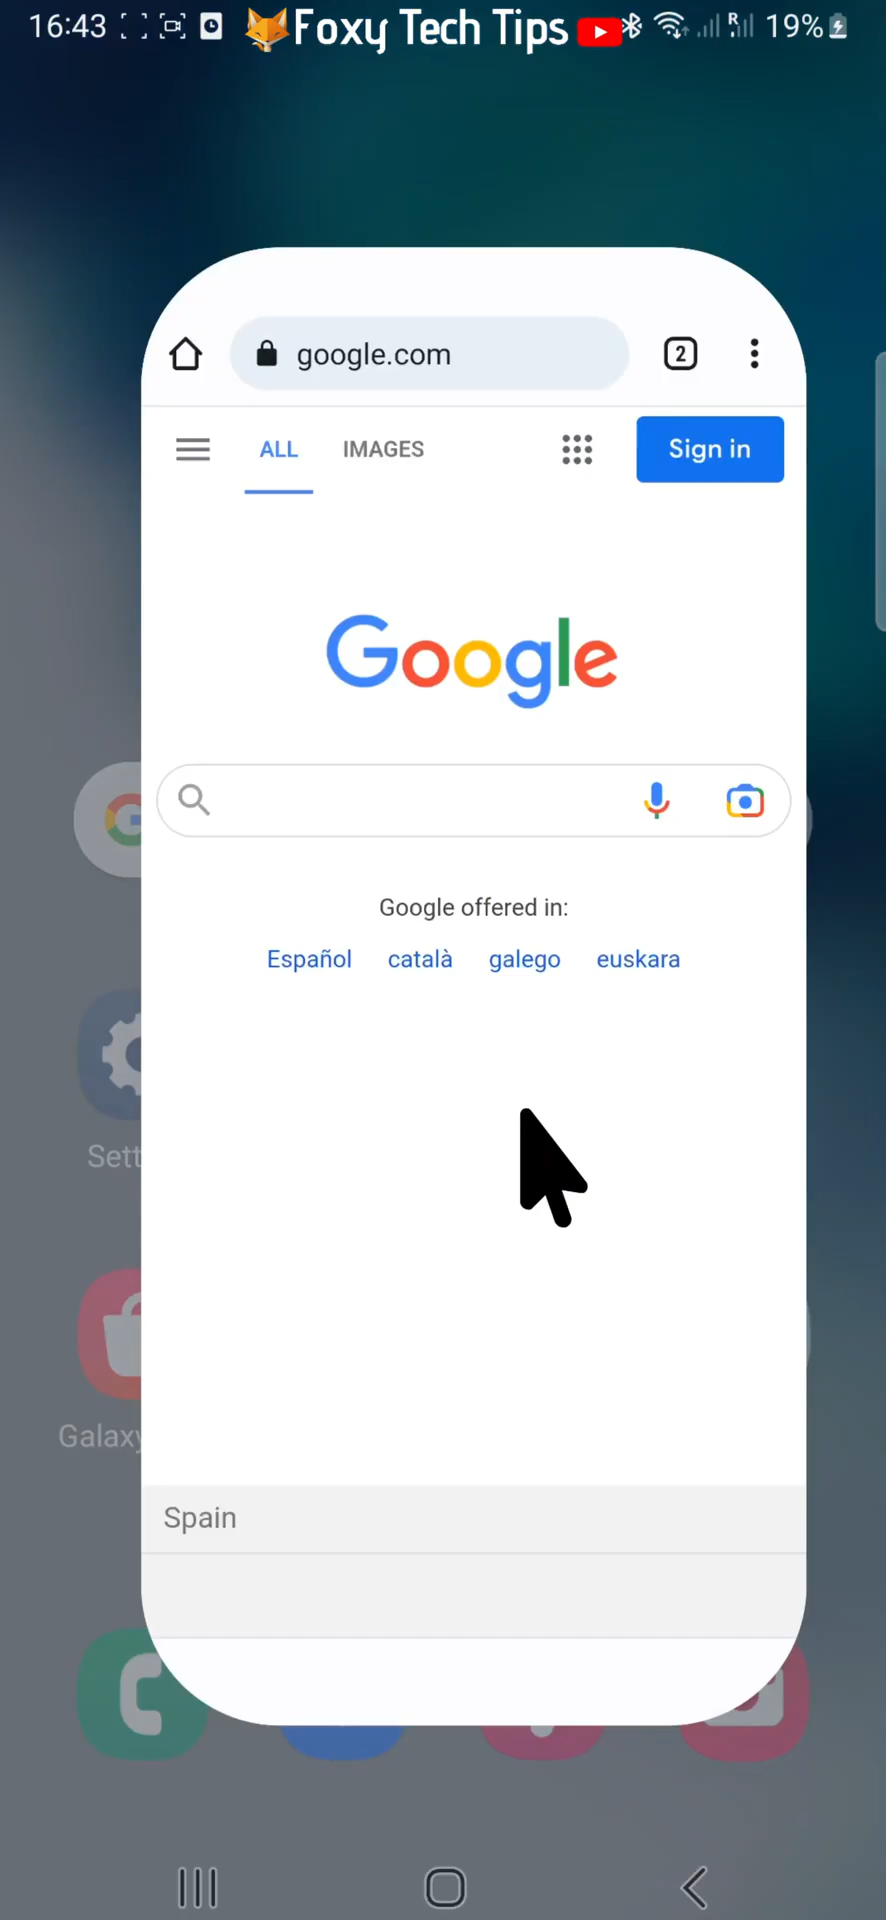 16:43 Foxy Tech Tips R 19%
google.com 2
ALL IMAGES Sign in
Google
Google offered in:
Español català galego euskara
Sett
Galaxy
Spain